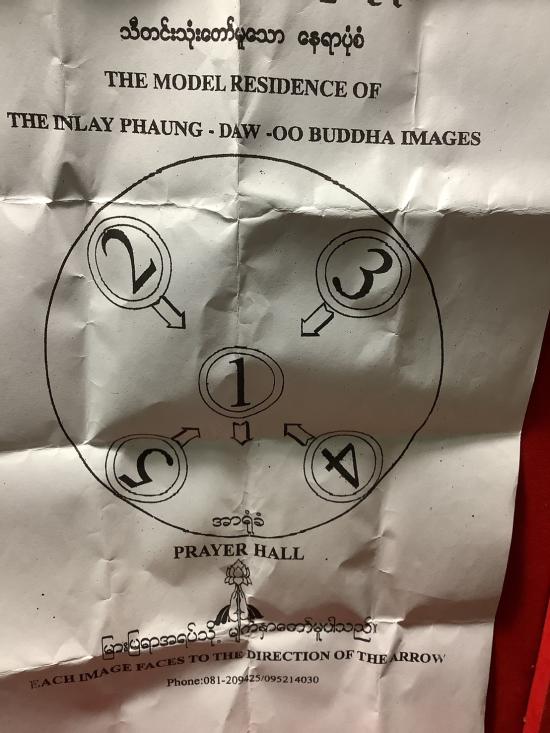 သီတင်းသုံးတော်မူသော နေရာပုံစံ
THE MODEL RESIDENCE OF
THE INLAY PHAUNG - DAW -OO BUDDHA IMAGES
2
3
1
5
4
အာရုံခံ
PRAYER HALL
မြားပြရာအရပ်သို့ မျက်နှာတော်မူပါသည်။
EACH IMAGE FACES TO THE DIRECTION OF THE ARROW
Phone:081-209425/095214030